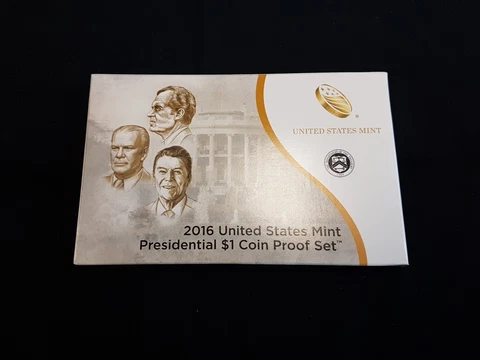 UNITED STATES MINT
2016 United States Mint
Presidential $1 Coin Proof Set™